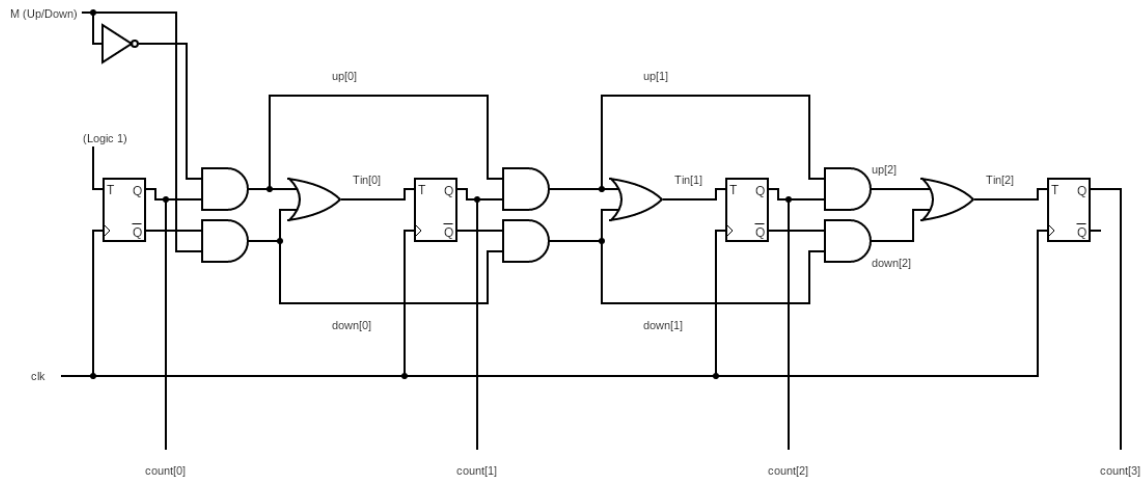 M (Up/Down)
up[0]
up[1]
(Logic 1)
T Q
Q
Tin[0]
T Q
Q
Tin[1]
T Q
Q
up[2]
Tin[2]
T Q
Q
down[2]
down[0]
down[1]
clk
count[0]
count[1]
count[2]
count[3]